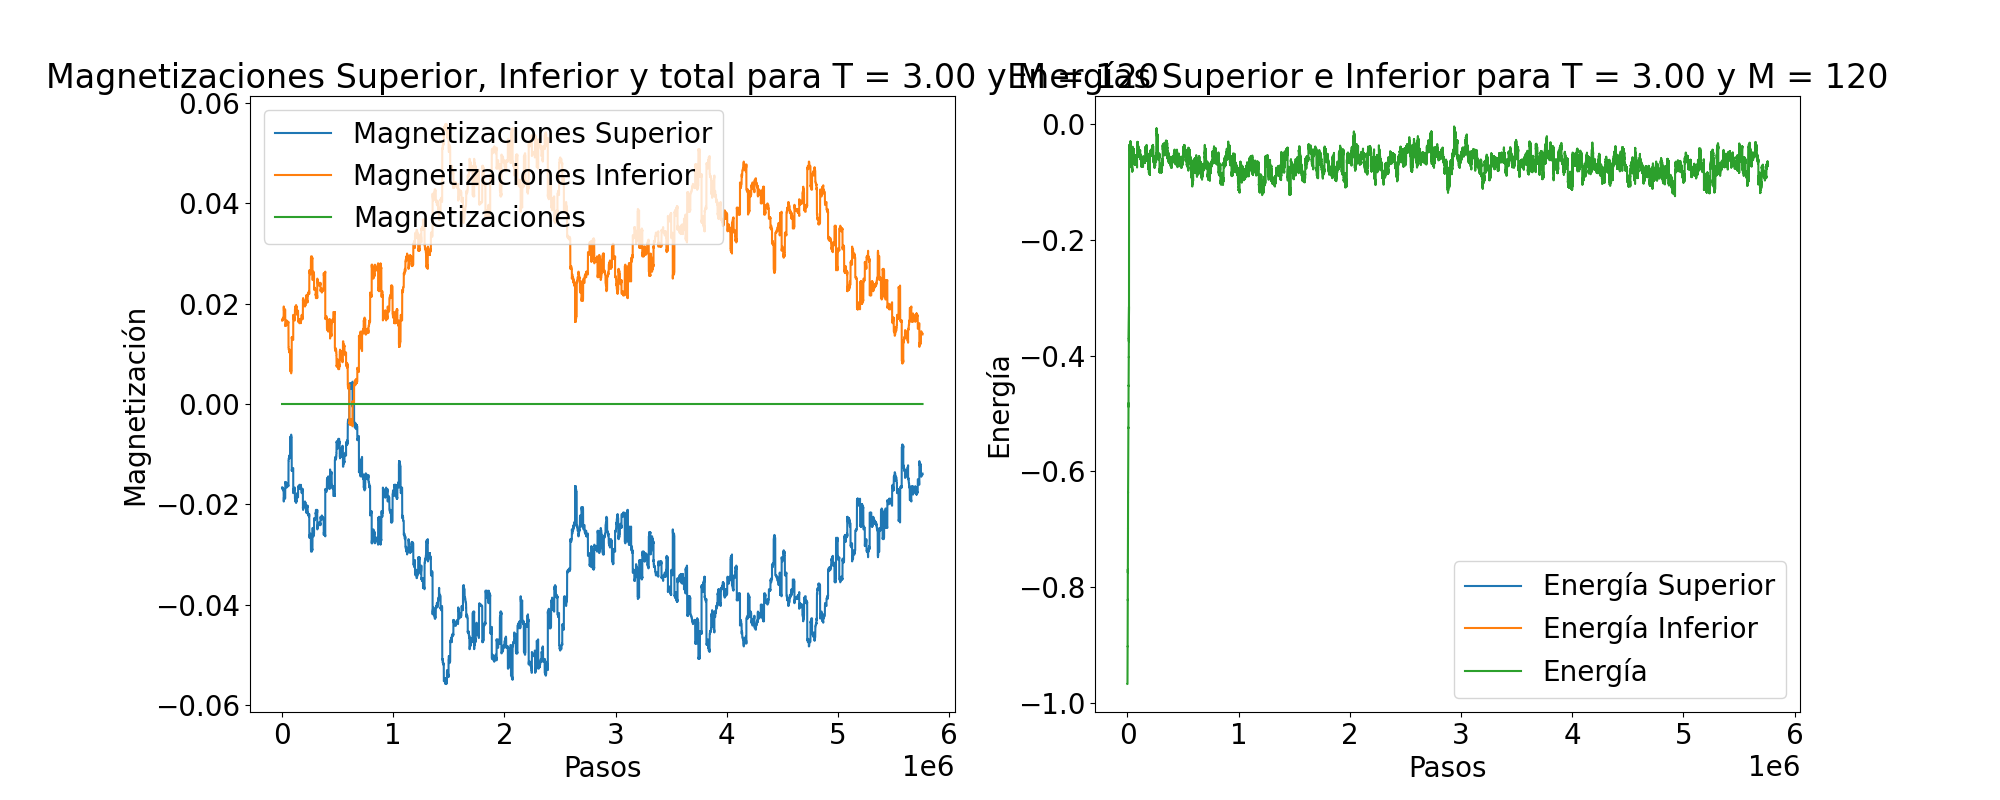 Magnetizaciones Superior, Inferior y total para T = 3.00 y M = 120
Energías Superior e Inferior para T = 3.00 y M = 120
Magnetizaciones Superior
Magnetizaciones Inferior
Magnetizaciones
Magnetización
0.06
0.04
0.02
0.00
−0.02
−0.04
−0.06
0 1 2 3 4 5 6
1e6
Pasos
Energía
0.0
−0.2
−0.4
−0.6
−0.8
−1.0
Energía Superior
Energía Inferior
Energía
0 1 2 3 4 5 6
1e6
Pasos